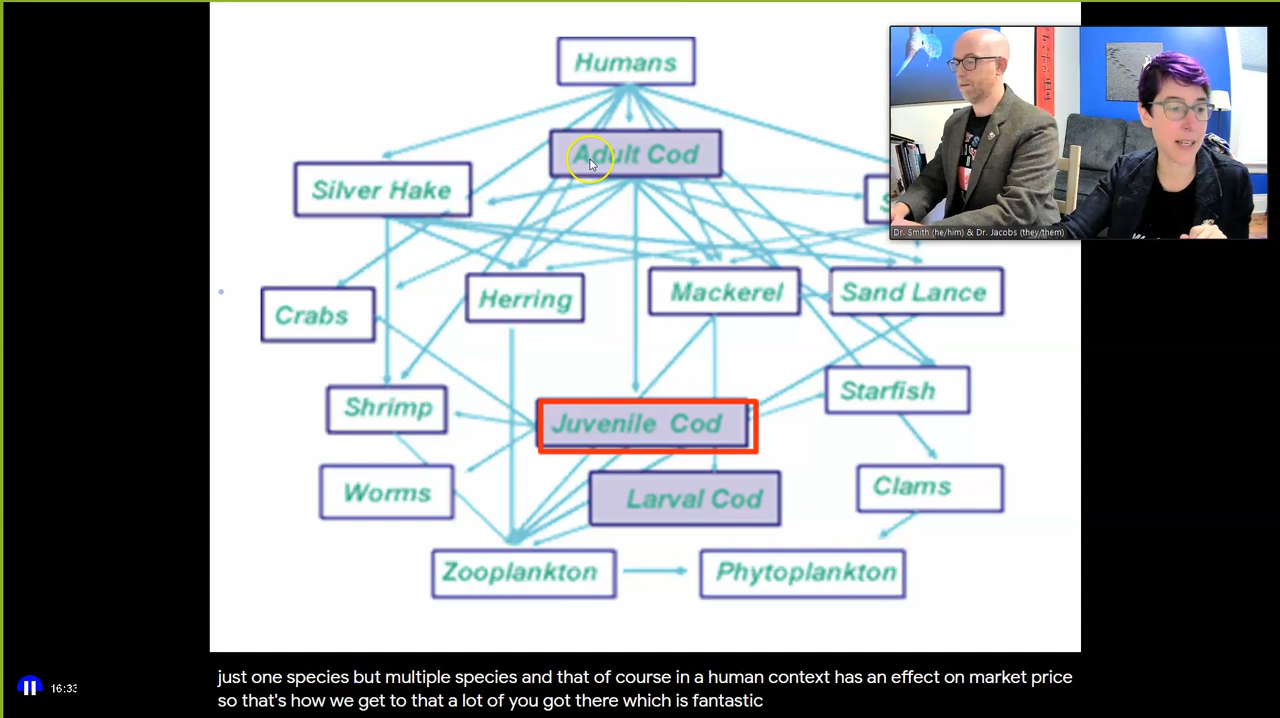 Humans
Adult Cod
Silver Hake
S
Dr. Smith (he/him) & Dr. Jacobs (they/them)
Crabs
Herring
Mackerel
Sand Lance
Shrimp
Juvenile Cod
Starfish
Worms
Larval Cod
Clams
Zooplankton
Phytoplankton
16:33
just one species but multiple species and that of course in a human context has an effect on market price
so that's how we get to that a lot of you got there which is fantastic